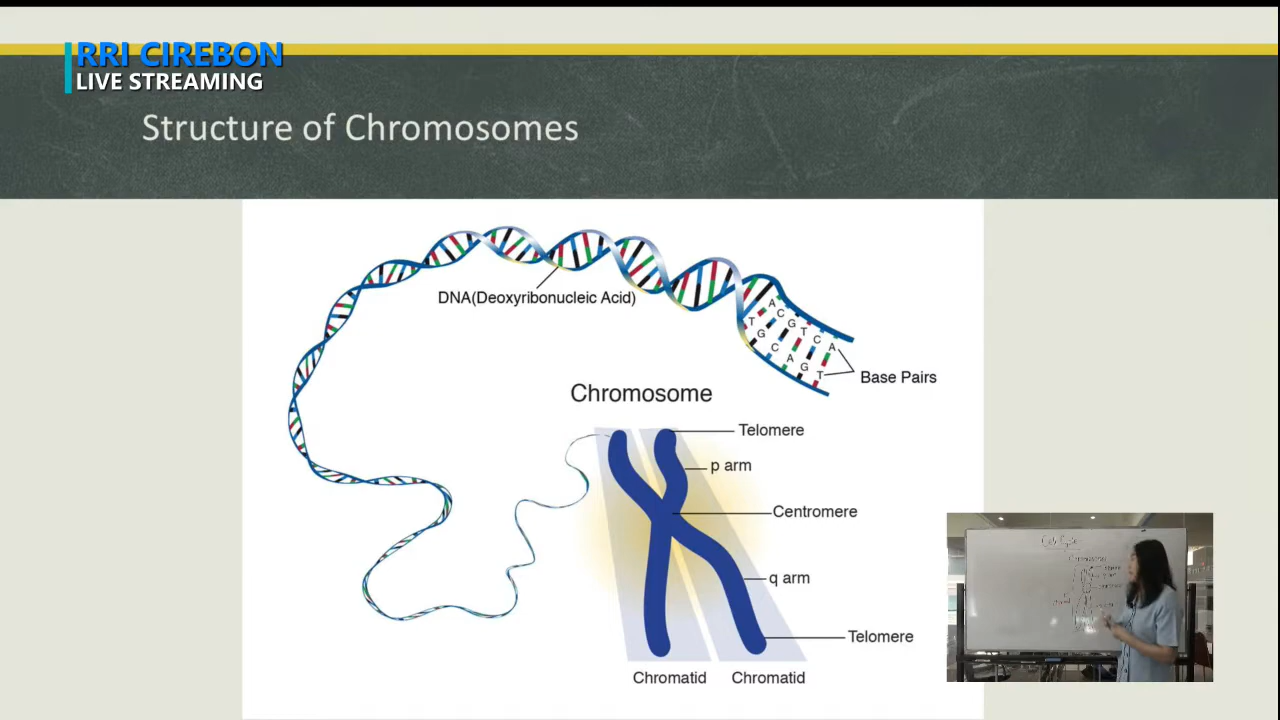 RRI CIREBON
LIVE STREAMING
Structure of Chromosomes
DNA(Deoxyribonucleic Acid)
A
C
G
T
C
A
T
G
C
A
G
T
Base Pairs
Chromosome
Telomere
p arm
Centromere
q arm
Telomere
Chromatid Chromatid